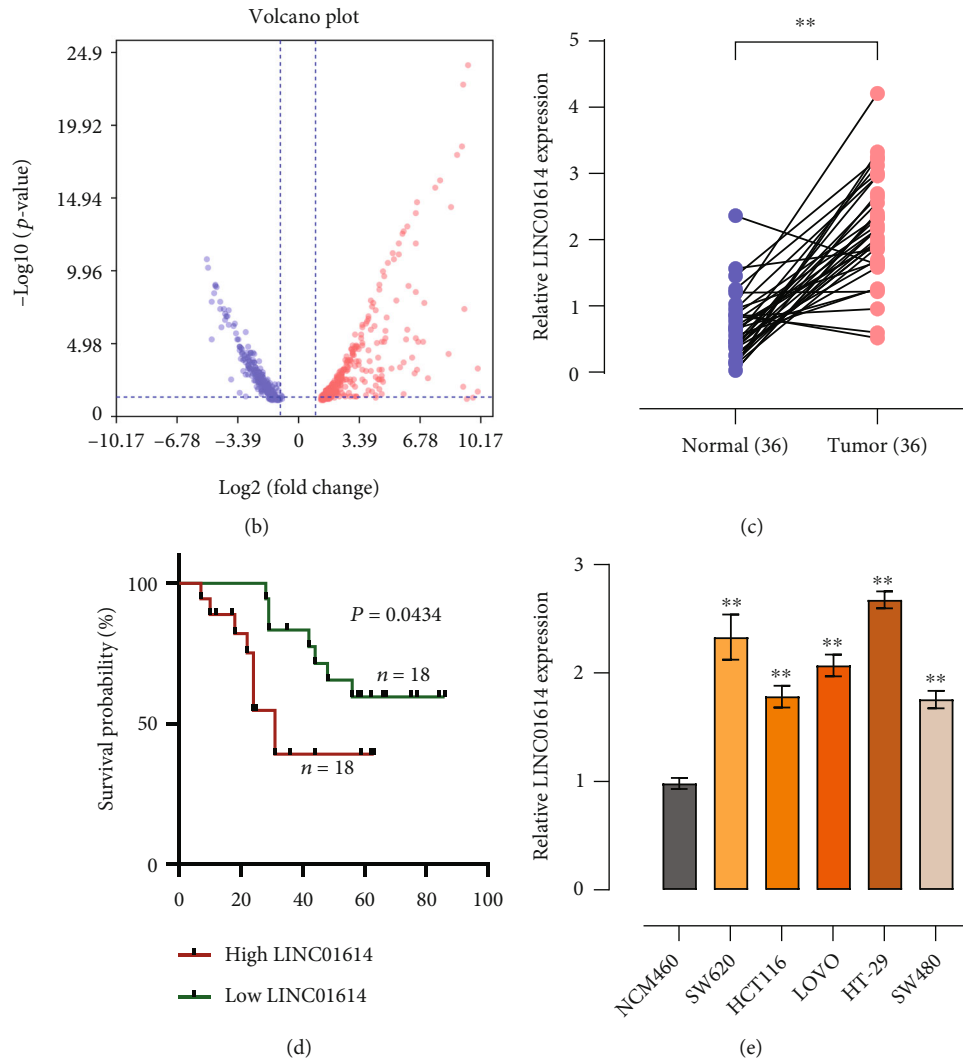 Volcano plot
24.9
19.92
14.94
9.96
4.98
0
−Log10 (p-value)
−10.17 −6.78 −3.39 0 3.39 6.78 10.17
Log2 (fold change)
(b)
**
5
4
3
2
1
0
Relative LINC01614 expression
Normal (36) Tumor (36)
(c)
100
50
0
Survival probability (%)
P = 0.0434
n = 18
n = 18
0 20 40 60 80 100
High LINC01614
Low LINC01614
(d)
3
2
1
0
Relative LINC01614 expression
** ** ** ** **
NCM460 SW620 HCT116 LOVO HT-29 SW480
(e)